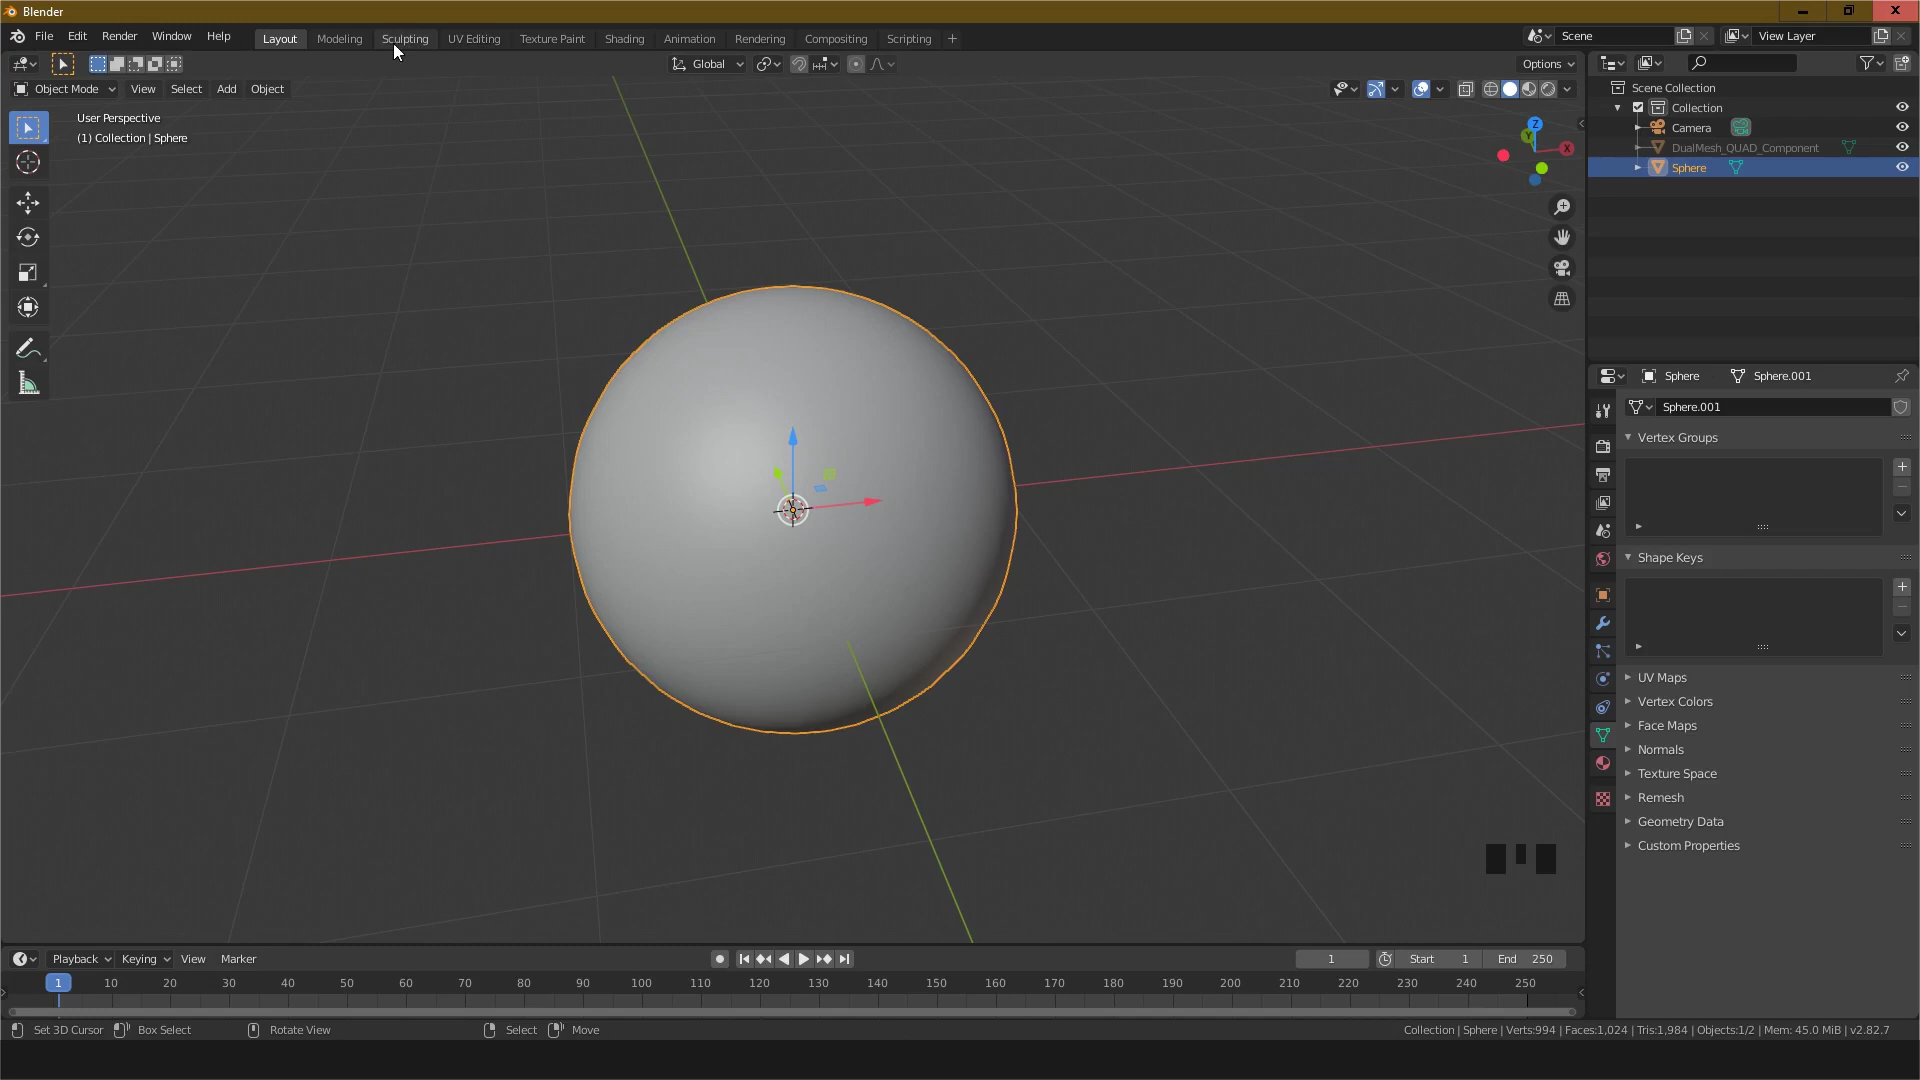 Blender
File Edit Render Window Help Layout Modeling Sculpting UV Editing Texture Paint Shading Animation Rendering Compositing Scripting Scene View Layer
Global Options
Object Mode View Select Add Object
User Perspective
(1) Collection | Sphere
Z
Y
X
Scene Collection
Collection
Camera
DualMesh_QUAD_Component
Sphere
Sphere Sphere.001
Sphere.001
Vertex Groups
Shape Keys
UV Maps
Vertex Colors
Face Maps
Normals
Texture Space
Remesh
Geometry Data
Custom Properties
Playback Keying View Marker 1 Start 1 End 250
1 10 20 30 40 50 60 70 80 90 100 110 120 130 140 150 160 170 180 190 200 210 220 230 240 250
Set 3D Cursor Box Select Rotate View Select Move Collection | Sphere | Verts:994 | Faces:1,024 | Tris:1,984 | Objects:1/2 | Mem: 45.0 MiB | v2.82.7